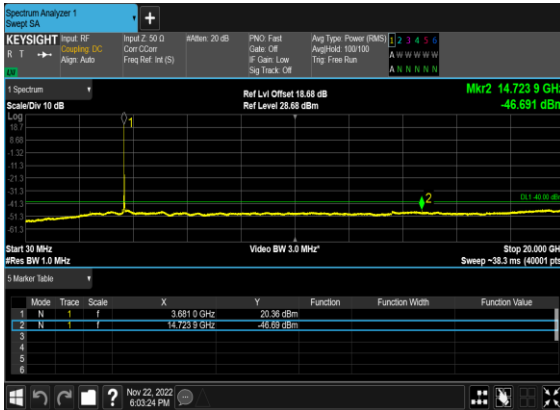 Spectrum Analyzer 1
Swept SA
+
KEYSIGHT Input: RF Input Z: 50 Ω #Atten: 20 dB PNO: Fast Avg Type: Power (RMS) 1 2 3 4 5 6
R T Coupling: DC Corr CCorr Gate: Off Avg|Hold: 100/100 A W W W W W
Align: Auto Freq Ref: Int (S) IF Gain: Low Trig: Free Run
Sig Track: Off A N N N N N
1 Spectrum
Ref Lvl Offset 18.68 dB Mkr2 14.723 9 GHz
Scale/Div 10 dB Ref Level 28.68 dBm -46.691 dBm
Log
18.7
8.68
-1.32
-11.3
-21.3
-31.3
-41.3
-51.3
-61.3
1
2
DL1 -40.00 dBm
Start 30 MHz Video BW 3.0 MHz* Stop 20.000 GHz
#Res BW 1.0 MHz Sweep ~38.3 ms (40001 pts)
5 Marker Table
Mode Trace Scale X Y Function Function Width Function Value
1 N 1 f 3.681 0 GHz 20.36 dBm
2 N 1 f 14.723 9 GHz -46.69 dBm
3
4
5
6
?
Nov 22, 2022
6:03:24 PM